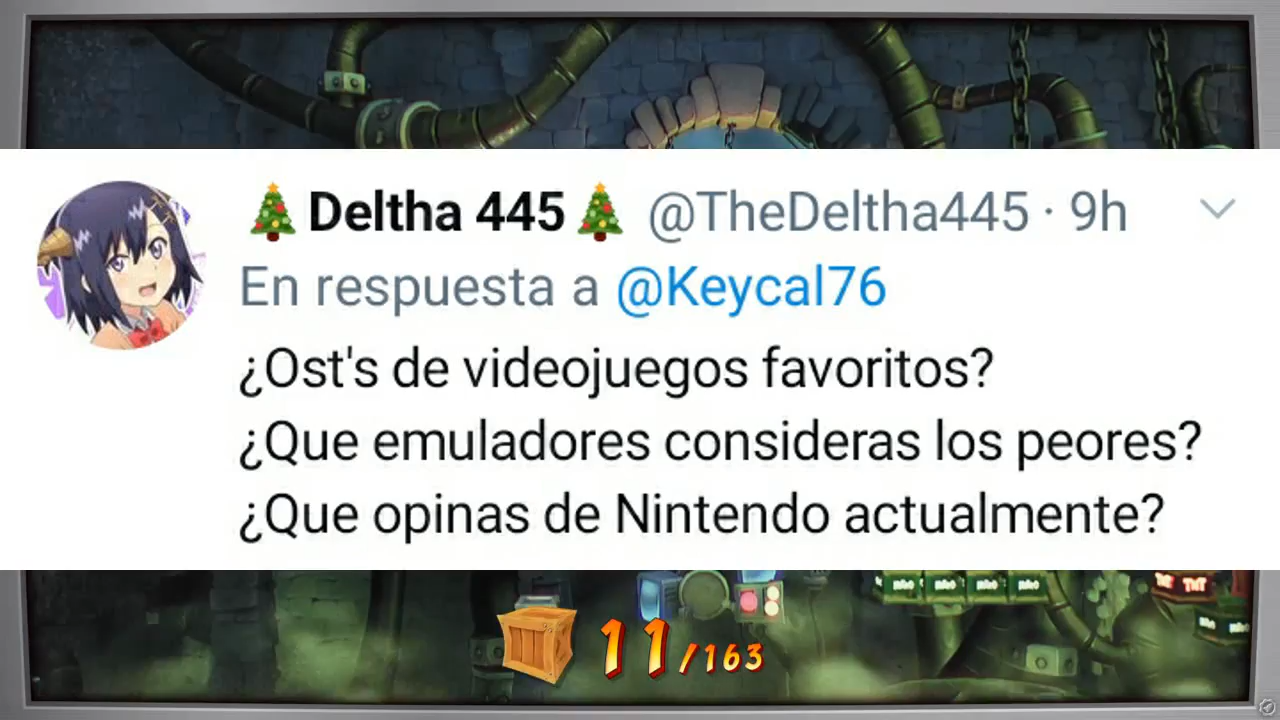 🎄 Deltha 445 🎄 @TheDeltha445 · 9h
En respuesta a @Keycal76
¿Ost's de videojuegos favoritos?
¿Que emuladores consideras los peores?
¿Que opinas de Nintendo actualmente?
TNT
11/163